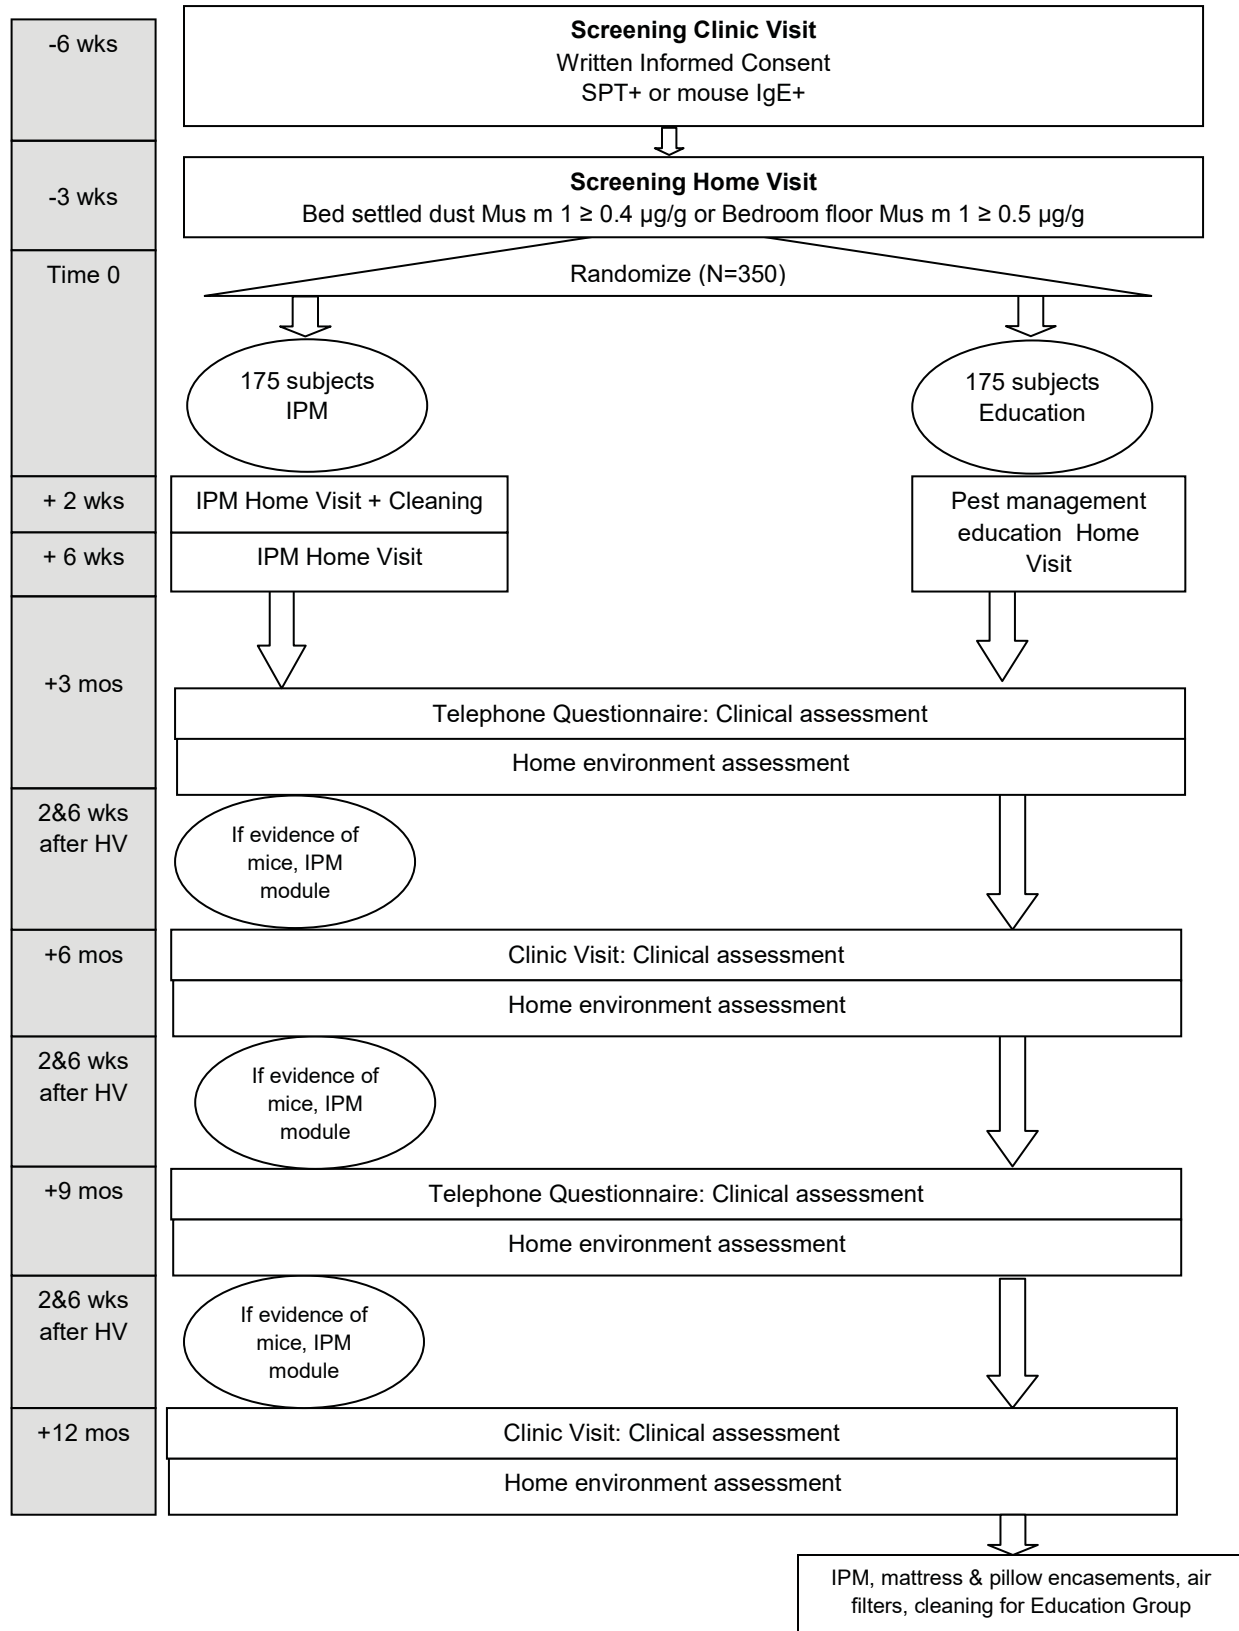 -6 wks
Screening Clinic Visit
Written Informed Consent
SPT+ or mouse IgE+
-3 wks
Screening Home Visit
Bed settled dust Mus m 1 ≥ 0.4 µg/g or Bedroom floor Mus m 1 ≥ 0.5 µg/g
Time 0
Randomize (N=350)
175 subjects
IPM
175 subjects
Education
+ 2 wks
IPM Home Visit + Cleaning
+ 6 wks
IPM Home Visit
Pest management
education Home
Visit
+3 mos
Telephone Questionnaire: Clinical assessment
Home environment assessment
2&6 wks
after HV
If evidence of
mice, IPM
module
+6 mos
Clinic Visit: Clinical assessment
Home environment assessment
2&6 wks
after HV
If evidence of
mice, IPM
module
+9 mos
Telephone Questionnaire: Clinical assessment
Home environment assessment
2&6 wks
after HV
If evidence of
mice, IPM
module
+12 mos
Clinic Visit: Clinical assessment
Home environment assessment
IPM, mattress & pillow encasements, air
filters, cleaning for Education Group